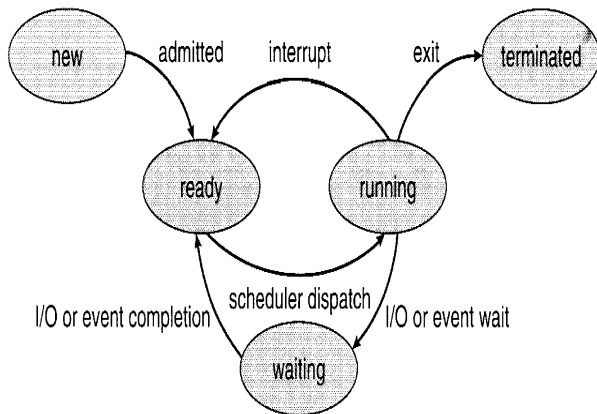 new
admitted
interrupt
exit
terminated
ready
running
scheduler dispatch
I/O or event completion
I/O or event wait
waiting